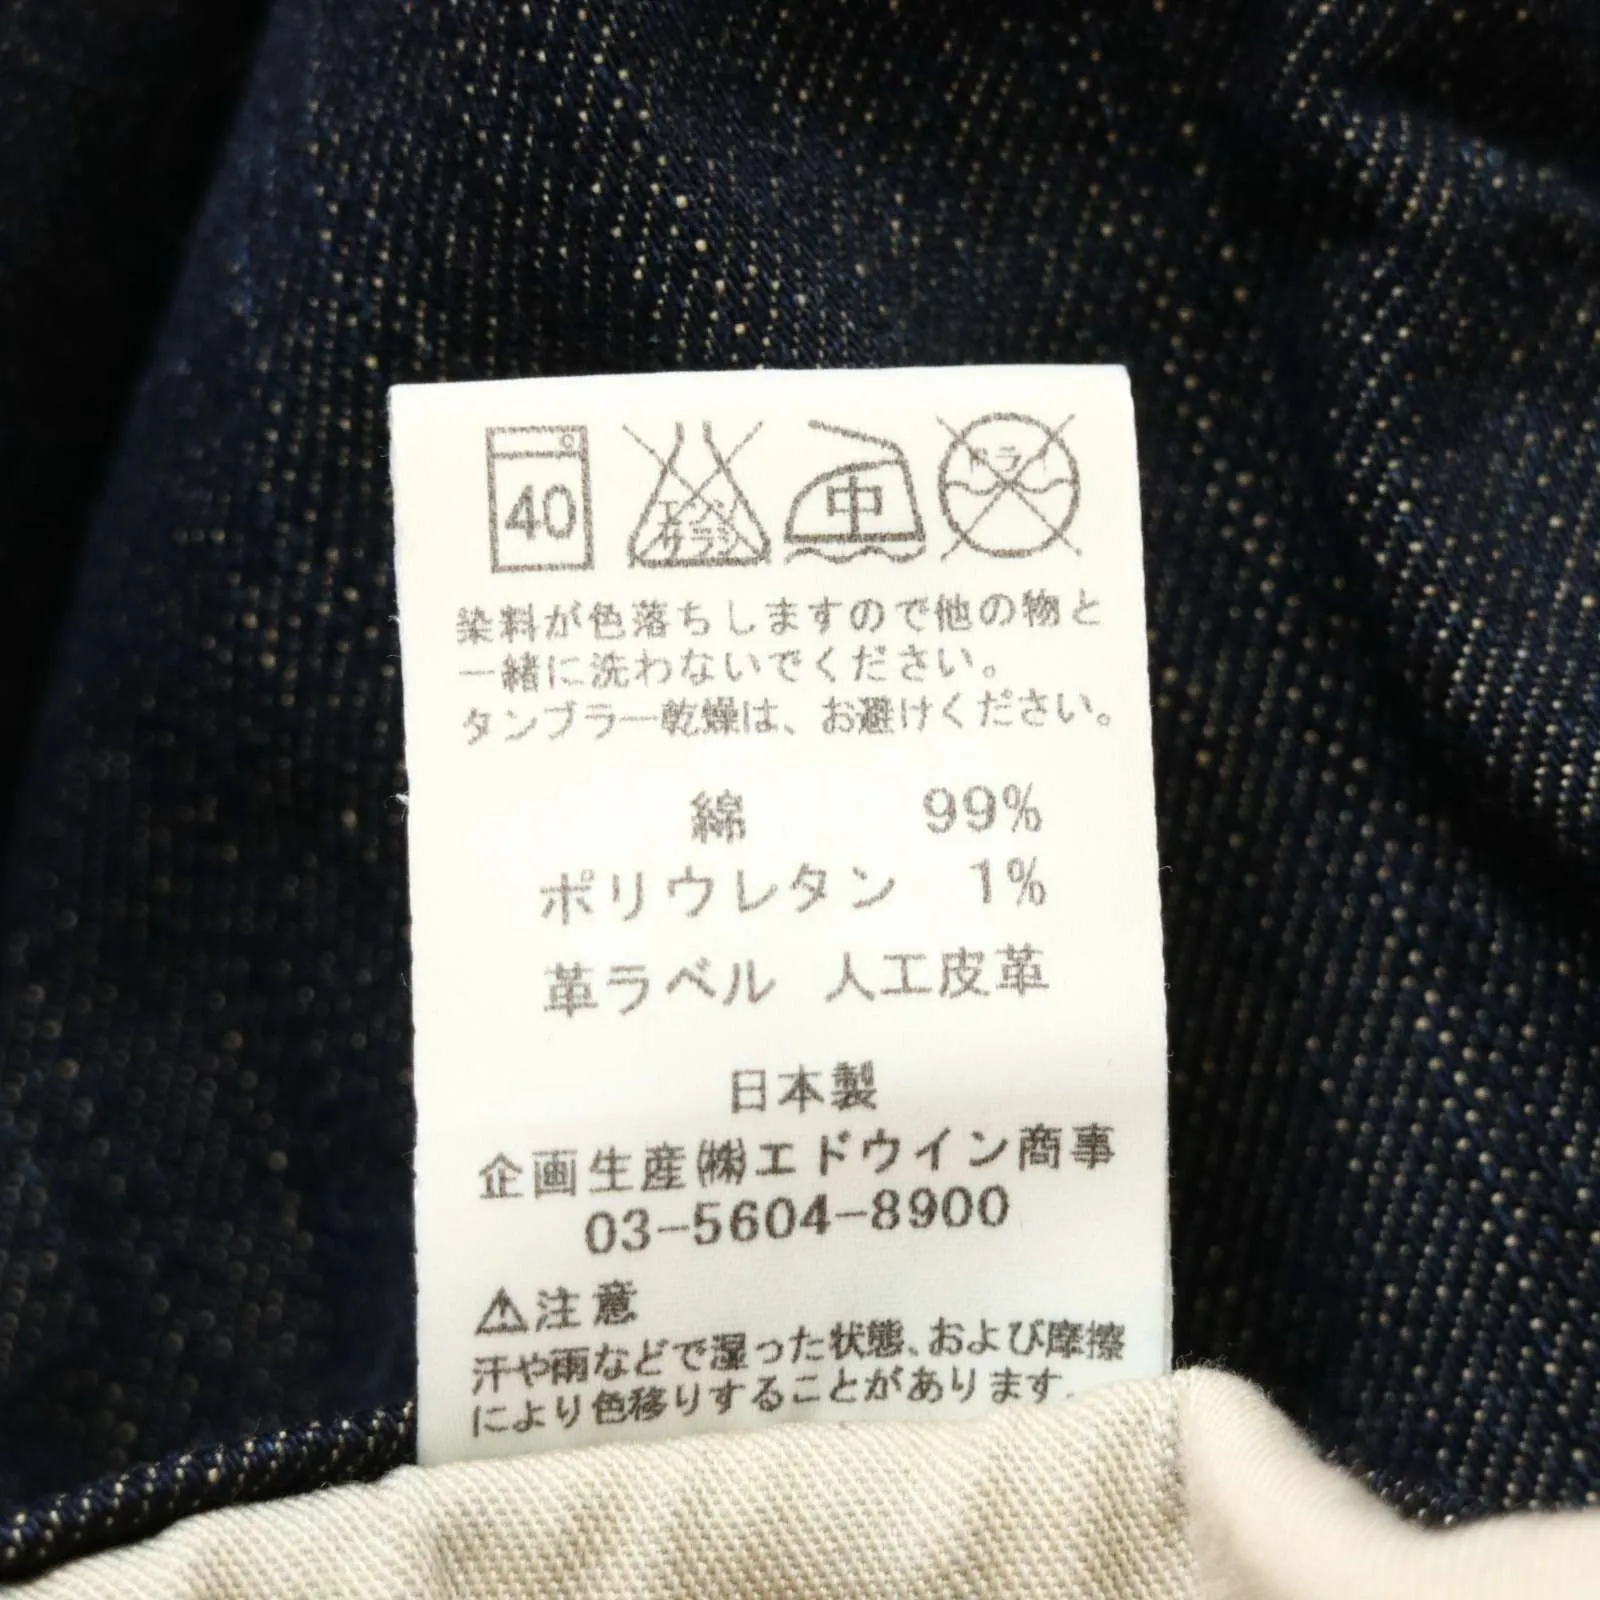 40 エンソサラシ 中 ドライ
染料が色落ちしますので他の物と
一緒に洗わないでください。
タンブラー乾燥は、お避けください。
綿 99%
ポリウレタン 1%
革ラベル 人工皮革
日本製
企画生産㈱エドウイン商事
03-5604-8900
⚠注意
汗や雨などで湿った状態、および摩擦
により色移りすることがあります。